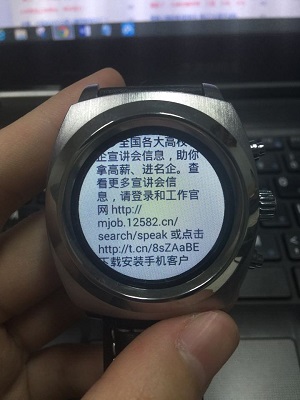 全国各大高校
企宣讲会信息，助你
拿高薪、进名企。查
看更多宣讲会信
息，请登录和工作官
网 http://
mjob.12582.cn/
search/speak 或点击
http://t.cn/8sZAaBE
下载安装手机客户